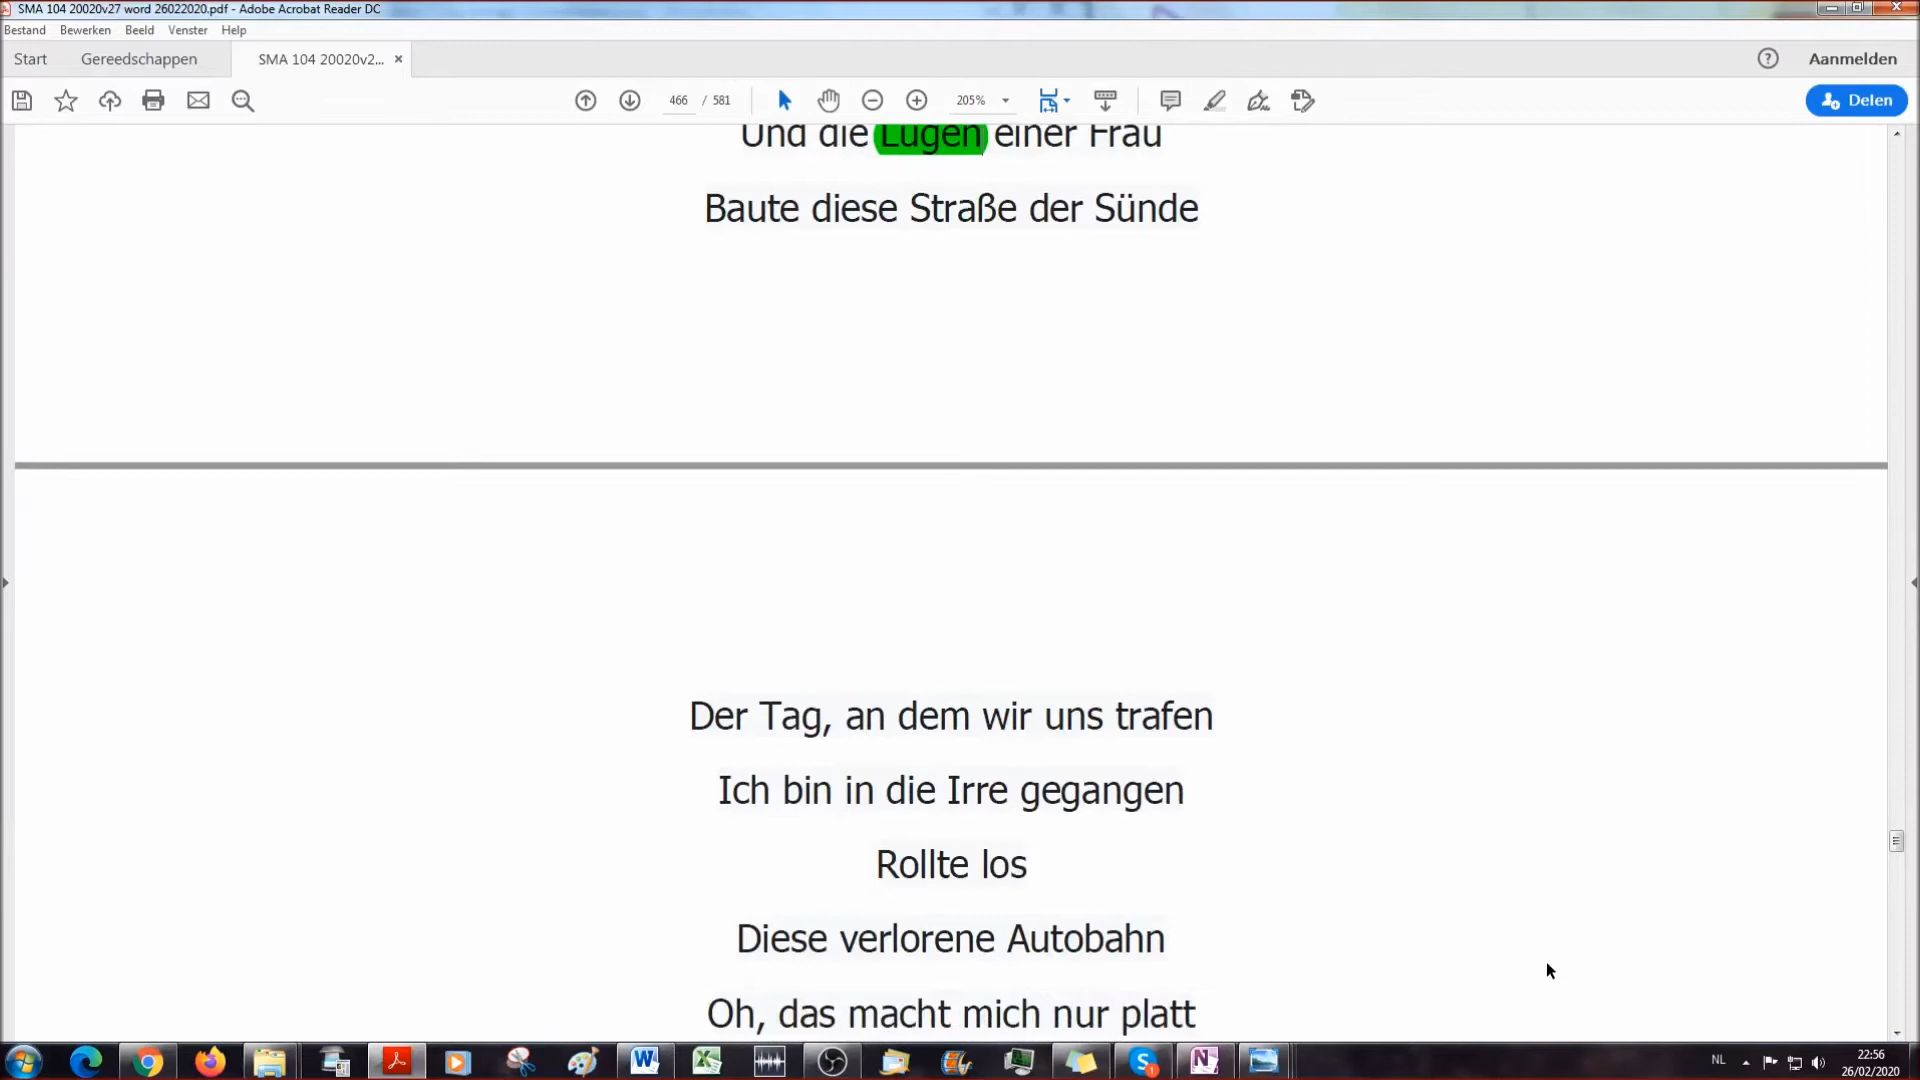 SMA 104 20020v27 word 26022020.pdf - Adobe Acrobat Reader DC
Bestand Bewerken Beeld Venster Help
Start Gereedschappen SMA 104 20020v2... × Aanmelden
466 / 581 205% Delen
Und die Lügen einer Frau
Baute diese Straße der Sünde
Der Tag, an dem wir uns trafen
Ich bin in die Irre gegangen
Rollte los
Diese verlorene Autobahn
Oh, das macht mich nur platt
NL 22:56
26/02/2020